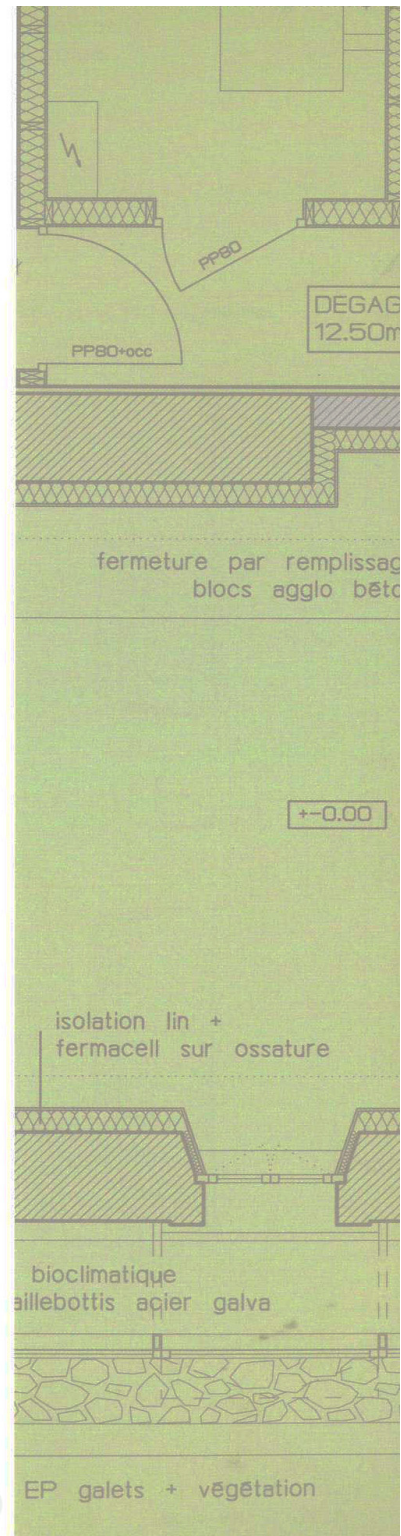 PP80
PP80+occ
DEGAG
12.50m
fermeture par remplissag
blocs agglo béto
+-0.00
isolation lin +
fermacell sur ossature
bioclimatique
aillebottis acier galva
EP galets + végétation